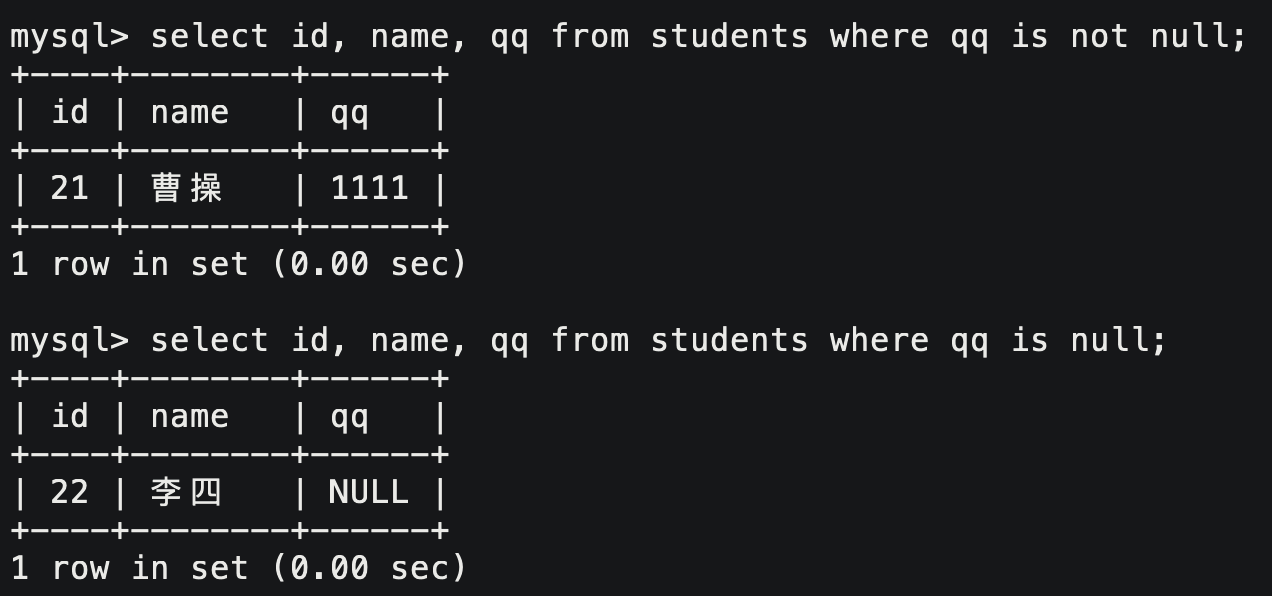 mysql> select id, name, qq from students where qq is not null;
+----+--------+------+
| id | name   | qq   |
+----+--------+------+
| 21 | 曹操   | 1111 |
+----+--------+------+
1 row in set (0.00 sec)

mysql> select id, name, qq from students where qq is null;
+----+--------+------+
| id | name   | qq   |
+----+--------+------+
| 22 | 李四   | NULL |
+----+--------+------+
1 row in set (0.00 sec)